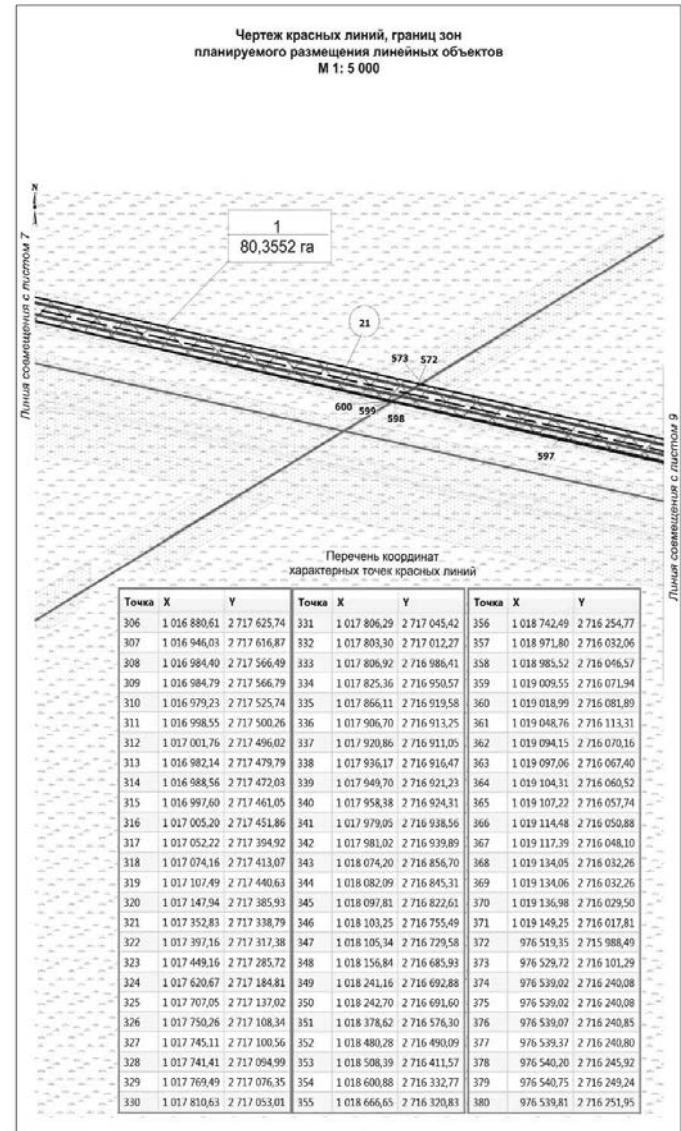 Чертеж красных линий, границ зон
планируемого размещения линейных объектов
М 1: 5 000
N
Линия совмещения с листом 7
1
80,3552 га
21
573 572
600 599 598
597
Линия совмещения с листом 9
Перечень координат
характерных точек красных линий
Точка X Y Точка X Y Точка X Y
306 1 016 880,61 2 717 625,74 331 1 017 806,29 2 717 045,42 356 1 018 742,49 2 716 254,77
307 1 016 946,03 2 717 616,87 332 1 017 803,30 2 717 012,27 357 1 018 971,80 2 716 032,06
308 1 016 984,40 2 717 566,49 333 1 017 806,92 2 716 986,41 358 1 018 985,52 2 716 046,57
309 1 016 984,79 2 717 566,79 334 1 017 825,36 2 716 950,57 359 1 019 009,55 2 716 071,94
310 1 016 979,23 2 717 525,74 335 1 017 866,11 2 716 919,58 360 1 019 018,99 2 716 081,89
311 1 016 998,55 2 717 500,26 336 1 017 906,70 2 716 913,25 361 1 019 048,76 2 716 113,31
312 1 017 001,76 2 717 496,02 337 1 017 920,86 2 716 911,05 362 1 019 094,15 2 716 070,16
313 1 016 982,14 2 717 479,79 338 1 017 936,17 2 716 916,47 363 1 019 097,06 2 716 067,40
314 1 016 988,56 2 717 472,03 339 1 017 949,70 2 716 921,23 364 1 019 104,31 2 716 060,52
315 1 016 997,60 2 717 461,05 340 1 017 958,38 2 716 924,31 365 1 019 107,22 2 716 057,74
316 1 017 005,20 2 717 451,86 341 1 017 979,05 2 716 938,56 366 1 019 114,48 2 716 050,88
317 1 017 052,22 2 717 394,92 342 1 017 981,02 2 716 939,89 367 1 019 117,39 2 716 048,10
318 1 017 074,16 2 717 413,07 343 1 018 074,20 2 716 856,70 368 1 019 134,05 2 716 032,26
319 1 017 107,49 2 717 440,63 344 1 018 082,09 2 716 845,31 369 1 019 134,06 2 716 032,26
320 1 017 147,94 2 717 385,93 345 1 018 097,81 2 716 822,61 370 1 019 136,98 2 716 029,50
321 1 017 352,83 2 717 338,79 346 1 018 103,25 2 716 755,49 371 1 019 149,25 2 716 017,81
322 1 017 397,16 2 717 317,38 347 1 018 105,34 2 716 729,58 372 976 519,35 2 715 988,49
323 1 017 449,16 2 717 285,72 348 1 018 156,84 2 716 685,93 373 976 529,72 2 716 101,29
324 1 017 620,67 2 717 184,81 349 1 018 241,16 2 716 692,88 374 976 539,02 2 716 240,08
325 1 017 707,05 2 717 137,02 350 1 018 242,70 2 716 691,60 375 976 539,02 2 716 240,08
326 1 017 750,26 2 717 108,34 351 1 018 378,62 2 716 576,30 376 976 539,07 2 716 240,85
327 1 017 745,11 2 717 100,56 352 1 018 480,28 2 716 490,09 377 976 539,37 2 716 240,80
328 1 017 741,41 2 717 094,99 353 1 018 508,39 2 716 411,57 378 976 540,20 2 716 245,92
329 1 017 769,49 2 717 076,35 354 1 018 600,88 2 716 332,77 379 976 540,75 2 716 249,24
330 1 017 810,63 2 717 053,01 355 1 018 666,65 2 716 320,83 380 976 539,81 2 716 251,95